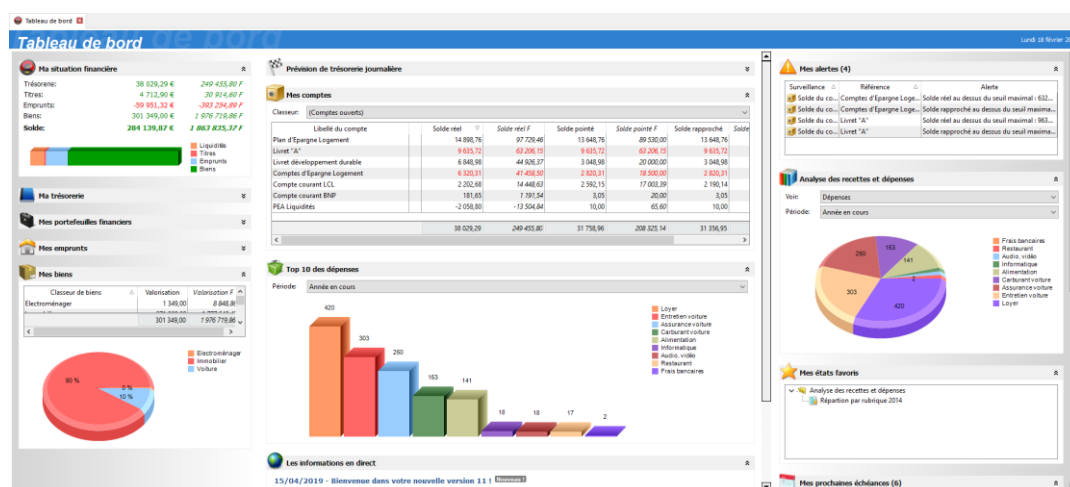 Tableau de bord
Tableau de bord
Lundi 18 février
Ma situation financière
Trésorerie: 38 029,29 € 249 455,80 F
Titres: 4 712,90 € 30 914,60 F
Emprunts: -59 951,32 € -393 254,89 F
Biens: 301 349,00 € 1 976 719,86 F
Solde: 284 139,87 € 1 863 835,37 F
Liquidités
Titres
Emprunts
Biens
Ma trésorerie
Mes portefeuilles financiers
Mes emprunts
Mes biens
Classeur de biens Valorisation Valorisation F
Electroménager 1 349,00 8 848,86
301 349,00 1 976 719,86
90 %
0 %
10 %
Electroménager
Immobilier
Voiture
Prévision de trésorerie journalière
Mes comptes
Classeur: (Comptes ouverts)
Libellé du compte Solde réel Solde réel F Solde pointé Solde pointé F Solde rapproché Solde
Plan d'Epargne Logement 14 898,76 97 729,46 13 648,76 89 530,00 13 648,76
Livret "A" 9 635,72 63 206,15 9 635,72 63 206,15 9 635,72
Livret développement durable 6 848,98 44 926,37 3 048,98 20 000,00 3 048,98
Comptes d'Epargne Logement 6 320,31 41 458,50 2 820,31 18 500,00 2 820,31
Compte courant LCL 2 202,68 14 448,63 2 592,15 17 003,39 2 190,14
Compte courant BNP 181,65 1 191,54 3,05 20,00 3,05
PEA Liquidités -2 058,80 -13 504,84 10,00 65,60 10,00
38 029,29 249 455,80 31 758,96 208 325,14 31 356,95
Top 10 des dépenses
Période: Année en cours
420
303
260
163
141
18
18
17
2
Loyer
Entretien voiture
Assurance voiture
Carburant voiture
Alimentation
Informatique
Audio, vidéo
Restaurant
Frais bancaires
Les informations en direct
15/04/2019 - Bienvenue dans votre nouvelle version 11 ! Nouveau !
Mes alertes (4)
Surveillance Référence Alerte
Solde du co... Comptes d'Epargne Loge... Solde réel au dessus du seuil maximal : 632...
Solde du co... Comptes d'Epargne Loge... Solde rapproché au dessus du seuil maxima...
Solde du co... Livret "A" Solde réel au dessus du seuil maximal : 963...
Solde du co... Livret "A" Solde rapproché au dessus du seuil maxima...
Analyse des recettes et dépenses
Voir: Dépenses
Période: Année en cours
260
163
141
2
303
420
Frais bancaires
Restaurant
Audio, vidéo
Informatique
Alimentation
Carburant voiture
Assurance voiture
Entretien voiture
Loyer
Mes états favoris
Analyse des recettes et dépenses
Répartion par rubrique 2014
Mes prochaines échéances (6)